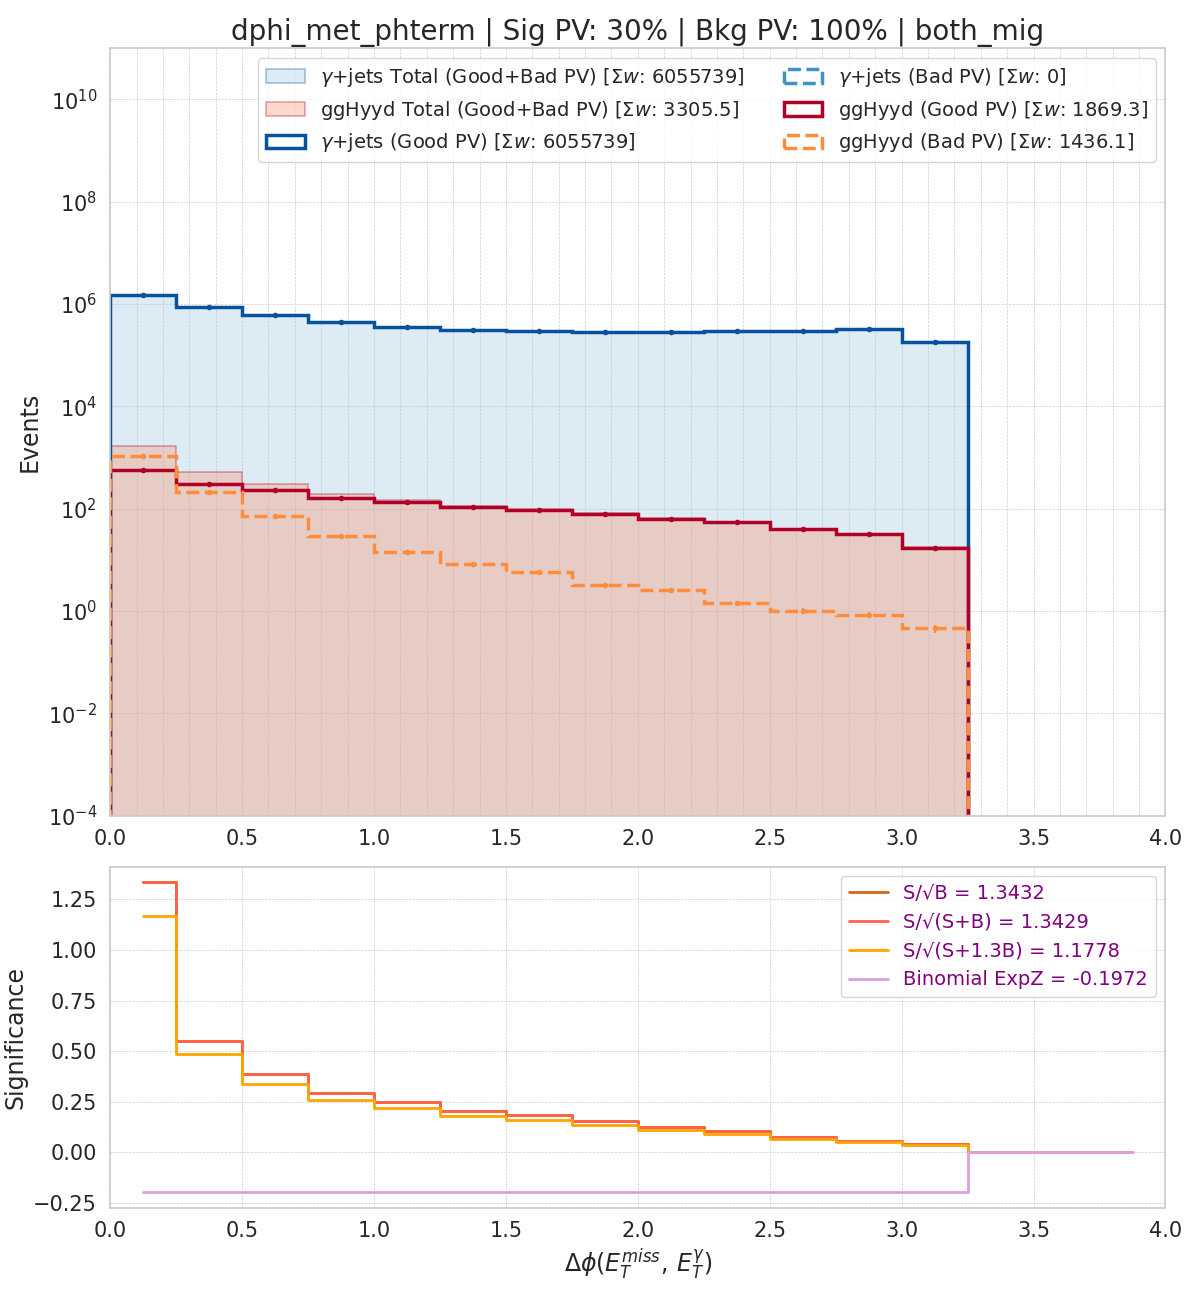 dphi_met_phterm | Sig PV: 30% | Bkg PV: 100% | both_mig
γ+jets Total (Good+Bad PV) [Σw: 6055739]
ggHyyd Total (Good+Bad PV) [Σw: 3305.5]
γ+jets (Good PV) [Σw: 6055739]
γ+jets (Bad PV) [Σw: 0]
ggHyyd (Good PV) [Σw: 1869.3]
ggHyyd (Bad PV) [Σw: 1436.1]
Events
10^10
10^8
10^6
10^4
10^2
10^0
10^−2
10^−4
0.0 0.5 1.0 1.5 2.0 2.5 3.0 3.5 4.0
S/√B = 1.3432
S/√(S+B) = 1.3429
S/√(S+1.3B) = 1.1778
Binomial ExpZ = -0.1972
Significance
1.25
1.00
0.75
0.50
0.25
0.00
−0.25
0.0 0.5 1.0 1.5 2.0 2.5 3.0 3.5 4.0
Δϕ(E_T^miss, E_T^γ)